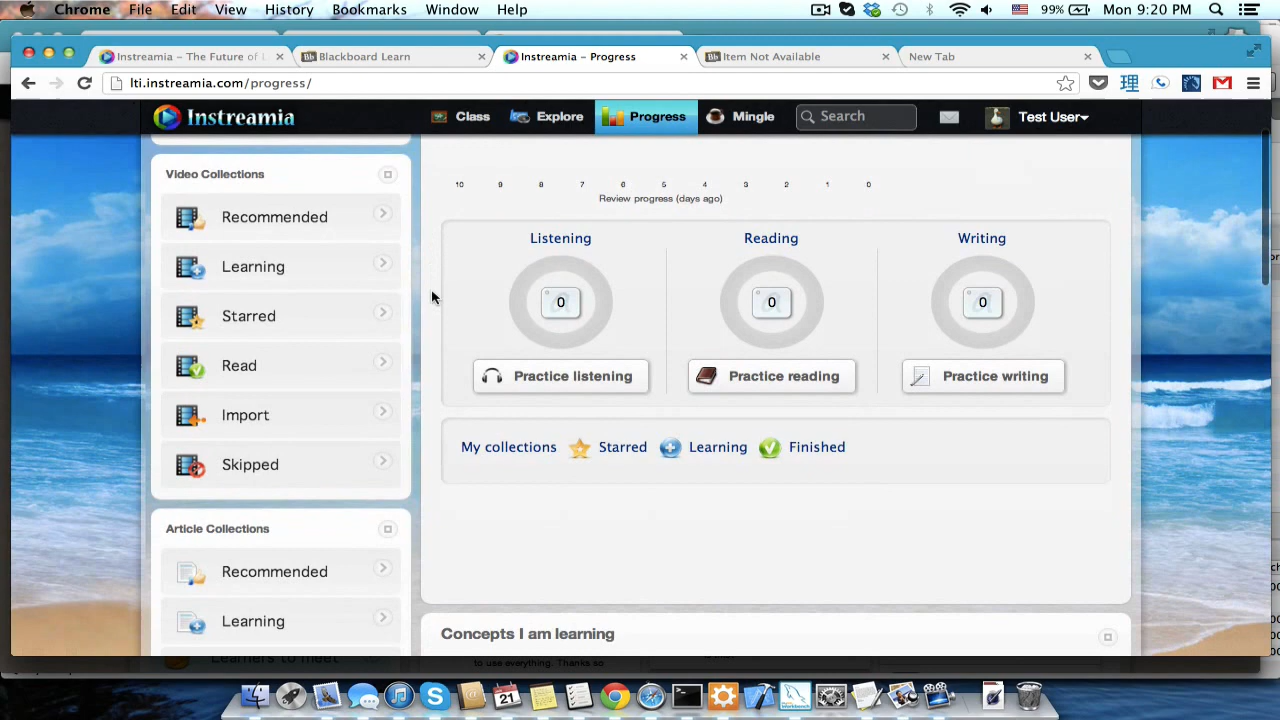 Chrome File Edit View History Bookmarks Window Help 99% Mon 9:20 PM
Instreamia – The Future of L Blackboard Learn Instreamia – Progress Item Not Available New Tab
lti.instreamia.com/progress/ 理
Instreamia Class Explore Progress Mingle Search Test User
Video Collections
Recommended
Learning
Starred
Read
Import
Skipped
Article Collections
Recommended
Learning
Learners to meet
10 9 8 7 6 5 4 3 2 1 0
Review progress (days ago)
Listening Reading Writing
0 0 0
Practice listening Practice reading Practice writing
My collections Starred Learning Finished
Concepts I am learning
to use everything. Thanks so
21